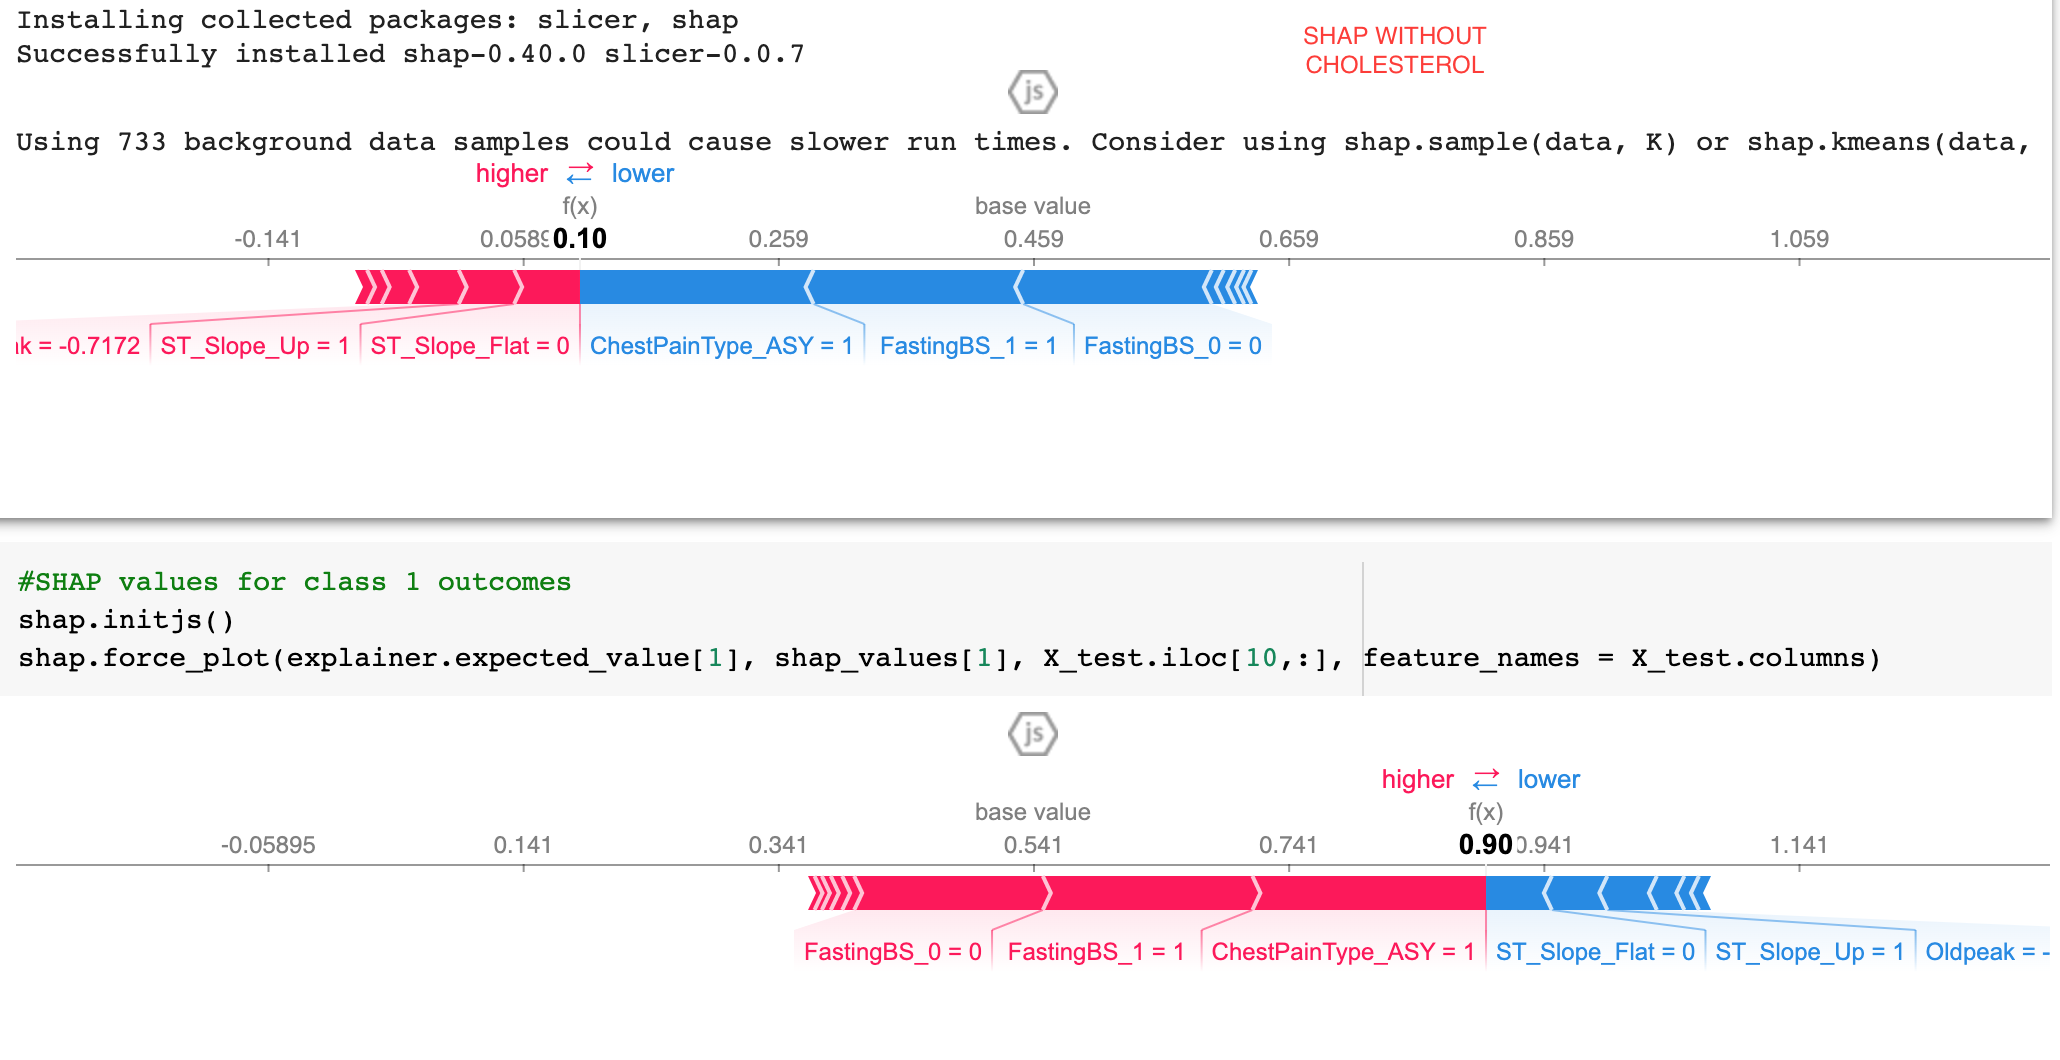 Installing collected packages: slicer, shap
Successfully installed shap-0.40.0 slicer-0.0.7
SHAP WITHOUT
CHOLESTEROL
js
Using 733 background data samples could cause slower run times. Consider using shap.sample(data, K) or shap.kmeans(data,
higher ⇄ lower
f(x) base value
-0.141 0.0589 0.10 0.259 0.459 0.659 0.859 1.059
= -0.7172 ST_Slope_Up = 1 ST_Slope_Flat = 0 ChestPainType_ASY = 1 FastingBS_1 = 1 FastingBS_0 = 0
#SHAP values for class 1 outcomes
shap.initjs()
shap.force_plot(explainer.expected_value[1], shap_values[1], X_test.iloc[10,:], feature_names = X_test.columns)
js
higher ⇄ lower
base value f(x)
-0.05895 0.141 0.341 0.541 0.741 0.90 0.941 1.141
FastingBS_0 = 0 FastingBS_1 = 1 ChestPainType_ASY = 1 ST_Slope_Flat = 0 ST_Slope_Up = 1 Oldpeak = -